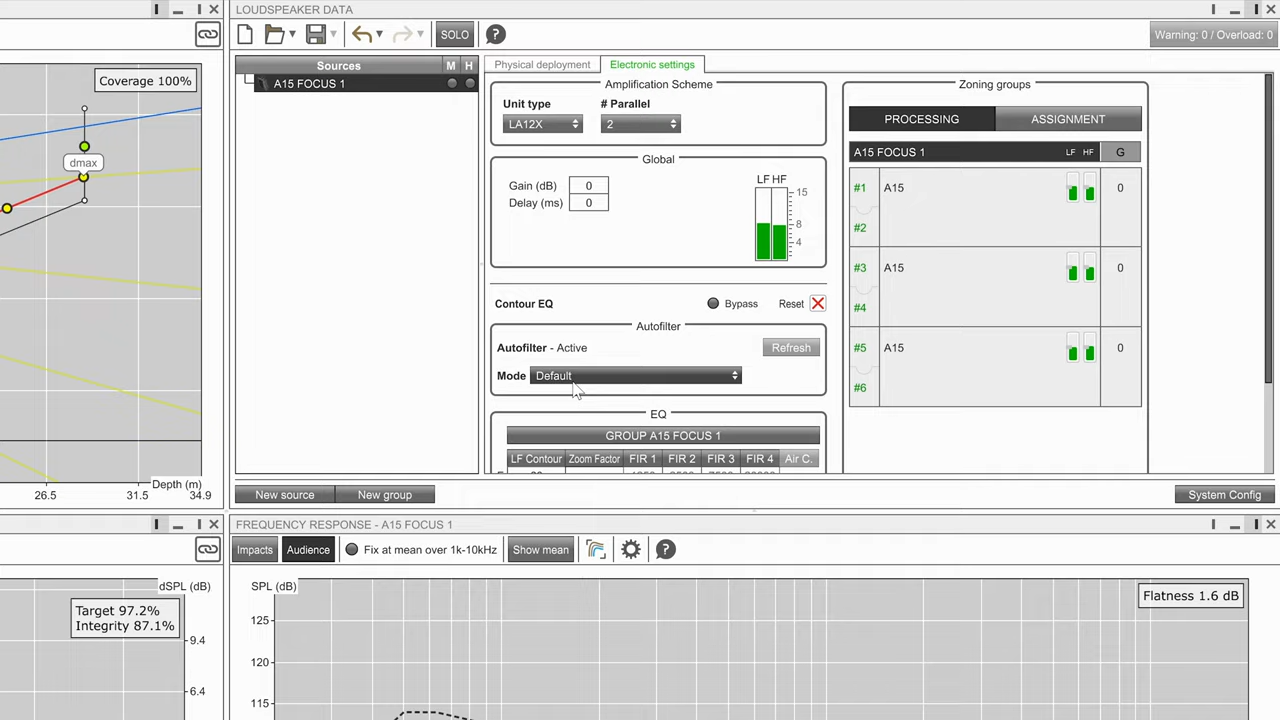 LOUDSPEAKER DATA
SOLO
Warning: 0 / Overload: 0
Coverage 100%
dmax
Depth (m)
26.5 31.5 34.9
Sources M H
A15 FOCUS 1
Physical deployment Electronic settings
Amplification Scheme
Unit type # Parallel
LA12X 2
Global
Gain (dB) 0
Delay (ms) 0
LF HF
15
8
4
Contour EQ Bypass Reset
Autofilter
Autofilter - Active Refresh
Mode Default
EQ
GROUP A15 FOCUS 1
LF Contour Zoom Factor FIR 1 FIR 2 FIR 3 FIR 4 Air C.
Zoning groups
PROCESSING ASSIGNMENT
A15 FOCUS 1 LF HF G
#1 A15 0
#2
#3 A15 0
#4
#5 A15 0
#6
New source New group System Config
FREQUENCY RESPONSE - A15 FOCUS 1
Impacts Audience Fix at mean over 1k-10kHz Show mean
dSPL (dB)
Target 97.2%
Integrity 87.1%
9.4
6.4
SPL (dB)
Flatness 1.6 dB
125
120
115